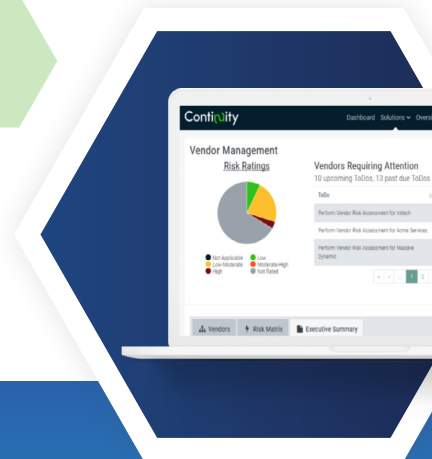 Continuity
Dashboard Solutions
Vendor Management
Risk Ratings
Vendors Requiring Attention
10 upcoming ToDos, 13 past due ToDos
ToDo
Perform Vendor Risk Assessment for Initech
Perform Vendor Risk Assessment for Acme Services
Perform Vendor Risk Assessment for Massive
Dynamic
Not Applicable Low
Low-Moderate Moderate-High
High Not Rated
« ‹ .. 1 2
Vendors Risk Matrix Executive Summary